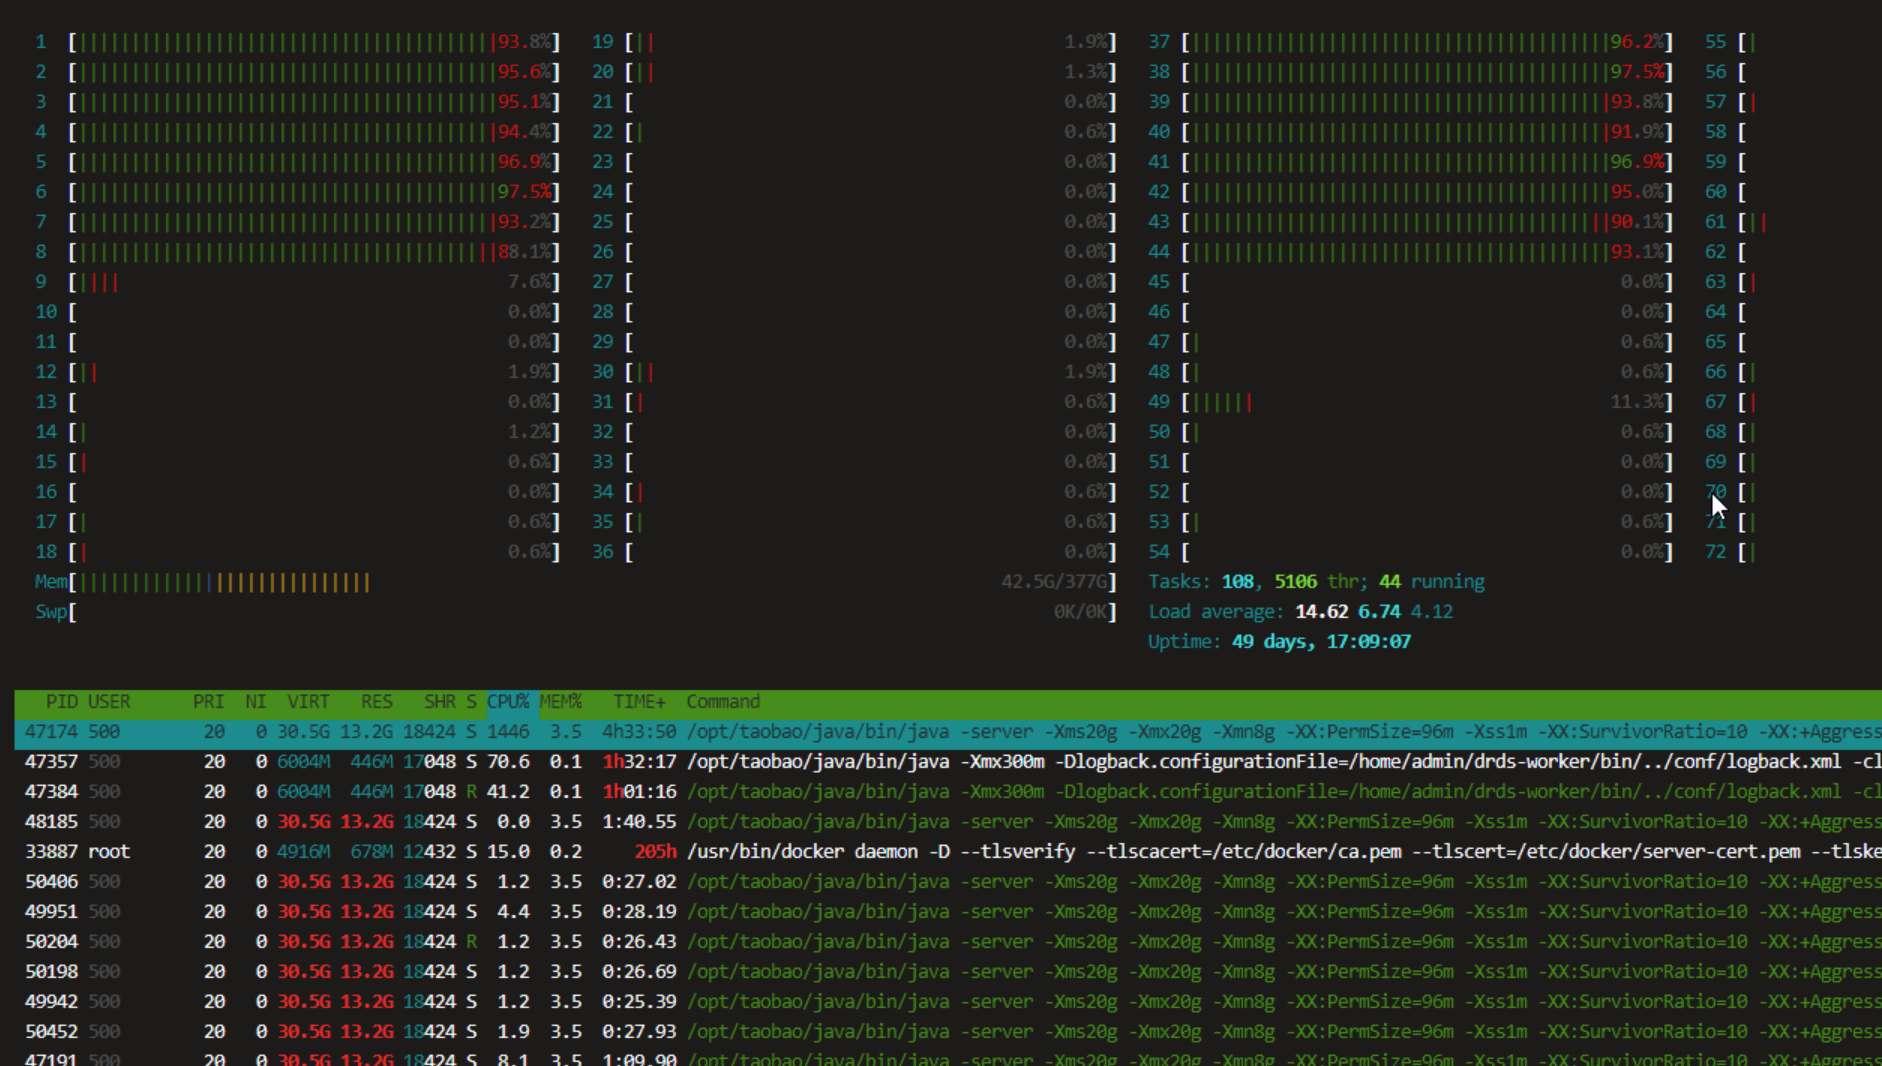 1 [93.8%] 19 [1.9%] 37 [96.2%] 55 [
2 [95.6%] 20 [1.3%] 38 [97.5%] 56 [
3 [95.1%] 21 [0.0%] 39 [93.8%] 57 [
4 [94.4%] 22 [0.6%] 40 [91.9%] 58 [
5 [96.9%] 23 [0.0%] 41 [96.9%] 59 [
6 [97.5%] 24 [0.0%] 42 [95.0%] 60 [
7 [93.2%] 25 [0.0%] 43 [90.1%] 61 [
8 [88.1%] 26 [0.0%] 44 [93.1%] 62 [
9 [7.6%] 27 [0.0%] 45 [0.0%] 63 [
10 [0.0%] 28 [0.0%] 46 [0.0%] 64 [
11 [0.0%] 29 [0.0%] 47 [0.6%] 65 [
12 [1.9%] 30 [1.9%] 48 [0.6%] 66 [
13 [0.0%] 31 [0.6%] 49 [11.3%] 67 [
14 [1.2%] 32 [0.0%] 50 [0.6%] 68 [
15 [0.6%] 33 [0.0%] 51 [0.0%] 69 [
16 [0.0%] 34 [0.6%] 52 [0.0%] 70 [
17 [0.6%] 35 [0.6%] 53 [0.6%] 71 [
18 [0.6%] 36 [0.0%] 54 [0.0%] 72 [
Mem[42.5G/377G] Tasks: 108, 5106 thr; 44 running
Swp[0K/0K] Load average: 14.62 6.74 4.12
Uptime: 49 days, 17:09:07
PID USER PRI NI VIRT RES SHR S CPU% MEM% TIME+ Command
47174 500 20 0 30.5G 13.2G 18424 S 1446 3.5 4h33:50 /opt/taobao/java/bin/java -server -Xms20g -Xmx20g -Xmn8g -XX:PermSize=96m -Xss1m -XX:SurvivorRatio=10 -XX:+Aggress
47357 500 20 0 6004M 446M 17048 S 70.6 0.1 1h32:17 /opt/taobao/java/bin/java -Xmx300m -Dlogback.configurationFile=/home/admin/drds-worker/bin/../conf/logback.xml -cl
47384 500 20 0 6004M 446M 17048 R 41.2 0.1 1h01:16 /opt/taobao/java/bin/java -Xmx300m -Dlogback.configurationFile=/home/admin/drds-worker/bin/../conf/logback.xml -cl
48185 500 20 0 30.5G 13.2G 18424 S 0.0 3.5 1:40.55 /opt/taobao/java/bin/java -server -Xms20g -Xmx20g -Xmn8g -XX:PermSize=96m -Xss1m -XX:SurvivorRatio=10 -XX:+Aggress
33887 root 20 0 4916M 678M 12432 S 15.0 0.2 205h /usr/bin/docker daemon -D --tlsverify --tlscacert=/etc/docker/ca.pem --tlscert=/etc/docker/server-cert.pem --tlske
50406 500 20 0 30.5G 13.2G 18424 S 1.2 3.5 0:27.02 /opt/taobao/java/bin/java -server -Xms20g -Xmx20g -Xmn8g -XX:PermSize=96m -Xss1m -XX:SurvivorRatio=10 -XX:+Aggress
49951 500 20 0 30.5G 13.2G 18424 S 4.4 3.5 0:28.19 /opt/taobao/java/bin/java -server -Xms20g -Xmx20g -Xmn8g -XX:PermSize=96m -Xss1m -XX:SurvivorRatio=10 -XX:+Aggress
50204 500 20 0 30.5G 13.2G 18424 R 1.2 3.5 0:26.43 /opt/taobao/java/bin/java -server -Xms20g -Xmx20g -Xmn8g -XX:PermSize=96m -Xss1m -XX:SurvivorRatio=10 -XX:+Aggress
50198 500 20 0 30.5G 13.2G 18424 S 1.2 3.5 0:26.69 /opt/taobao/java/bin/java -server -Xms20g -Xmx20g -Xmn8g -XX:PermSize=96m -Xss1m -XX:SurvivorRatio=10 -XX:+Aggress
49942 500 20 0 30.5G 13.2G 18424 S 1.2 3.5 0:25.39 /opt/taobao/java/bin/java -server -Xms20g -Xmx20g -Xmn8g -XX:PermSize=96m -Xss1m -XX:SurvivorRatio=10 -XX:+Aggress
50452 500 20 0 30.5G 13.2G 18424 S 1.9 3.5 0:27.93 /opt/taobao/java/bin/java -server -Xms20g -Xmx20g -Xmn8g -XX:PermSize=96m -Xss1m -XX:SurvivorRatio=10 -XX:+Aggress
47191 500 20 0 30.5G 13.2G 18424 S 8.1 3.5 1:09.90 /opt/taobao/java/bin/java -server -Xms20g -Xmx20g -Xmn8g -XX:PermSize=96m -Xss1m -XX:SurvivorRatio=10 -XX:+Aggress